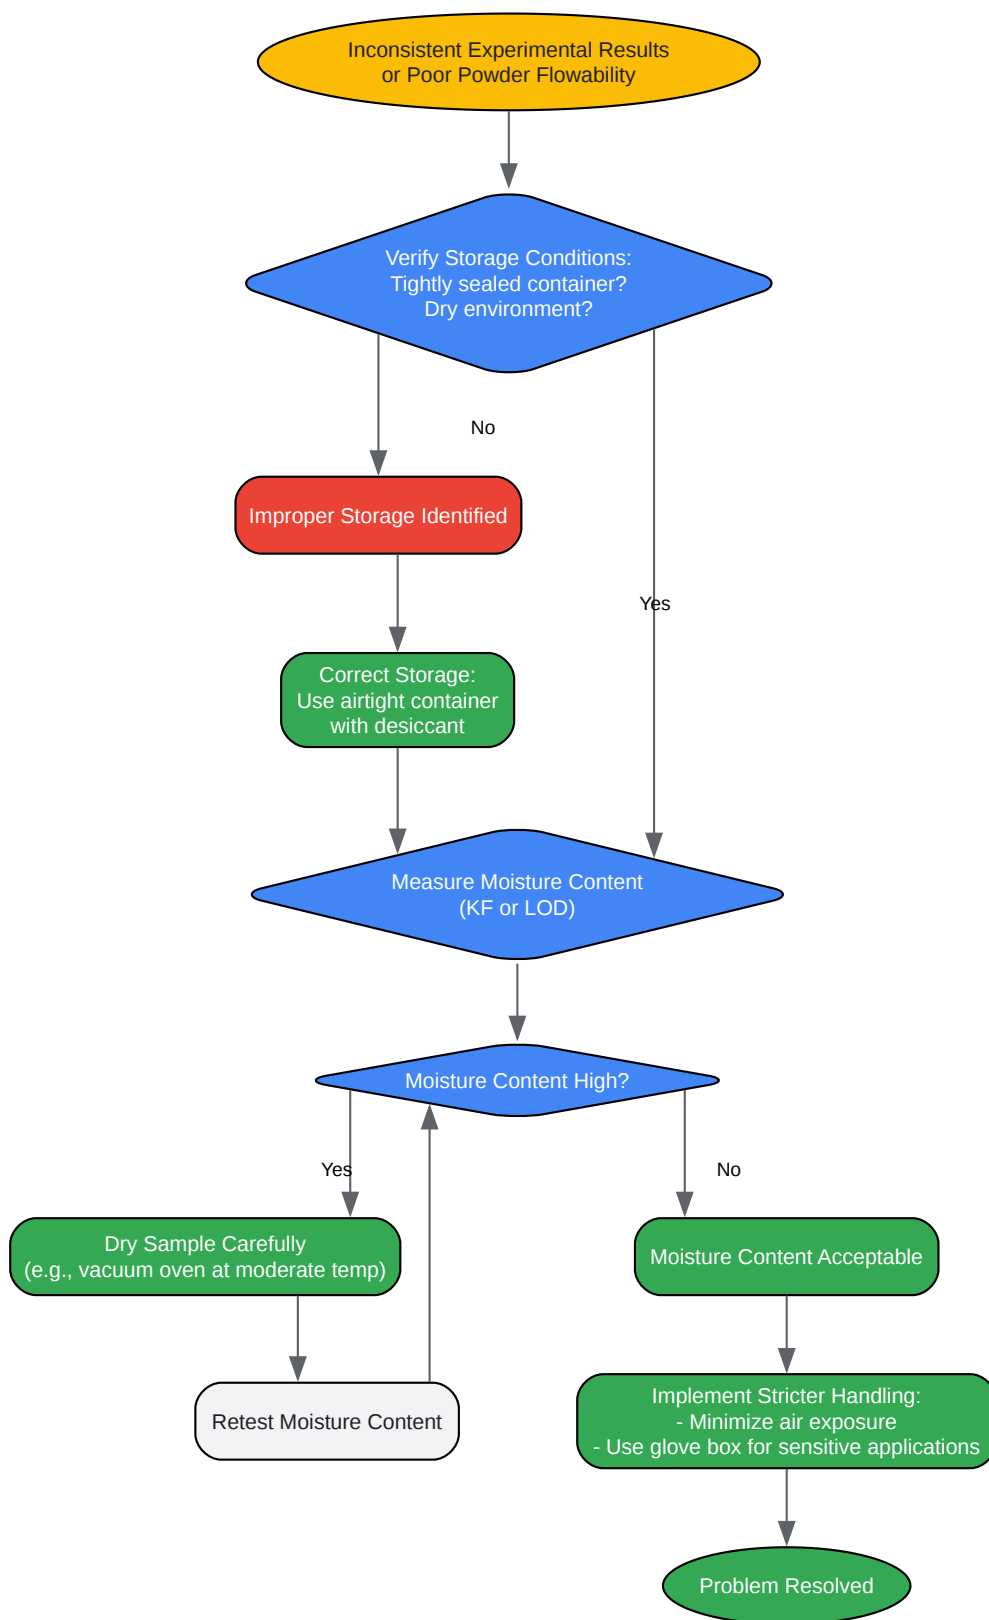 Inconsistent Experimental Results
or Poor Powder Flowability
Verify Storage Conditions:
Tightly sealed container?
Dry environment?
No
Improper Storage Identified
Yes
Correct Storage:
Use airtight container
with desiccant
Measure Moisture Content
(KF or LOD)
Moisture Content High?
Yes
No
Dry Sample Carefully
(e.g., vacuum oven at moderate temp)
Moisture Content Acceptable
Retest Moisture Content
Implement Stricter Handling:
- Minimize air exposure
- Use glove box for sensitive applications
Problem Resolved